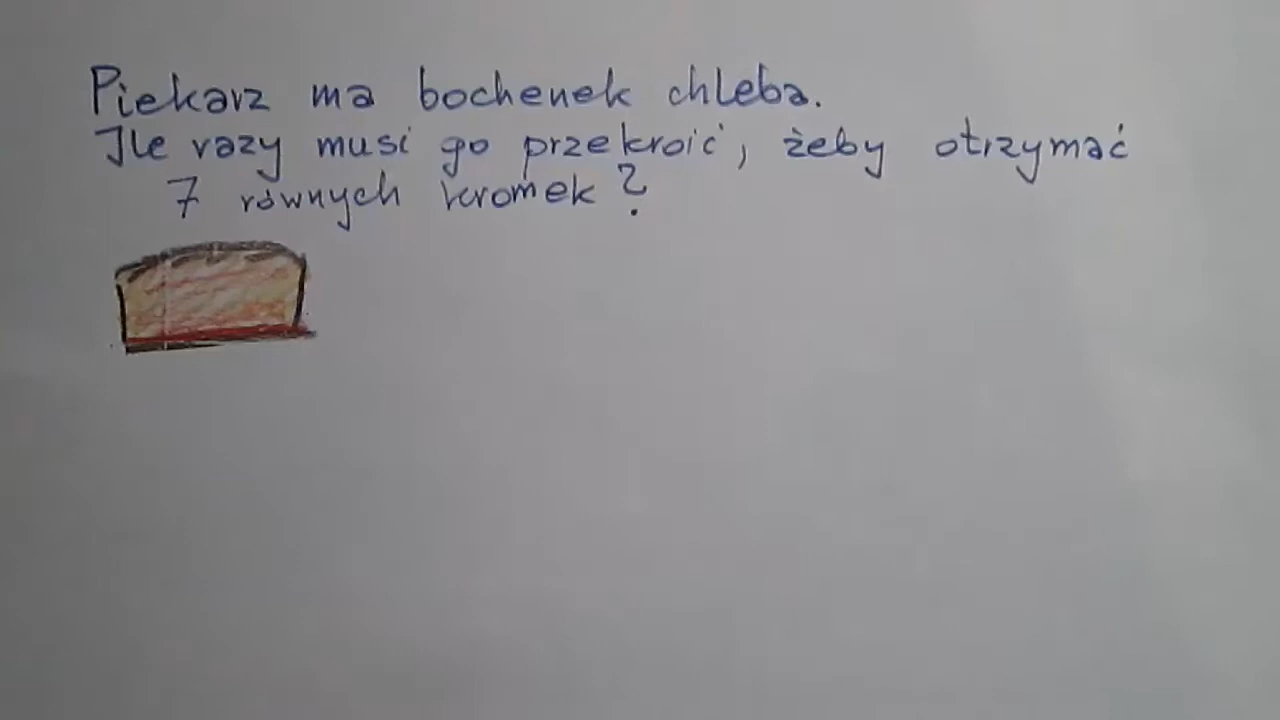 Piekarz ma bochenek chleba.
Ile razy musi go przekroić, żeby otrzymać
7 równych kromek?